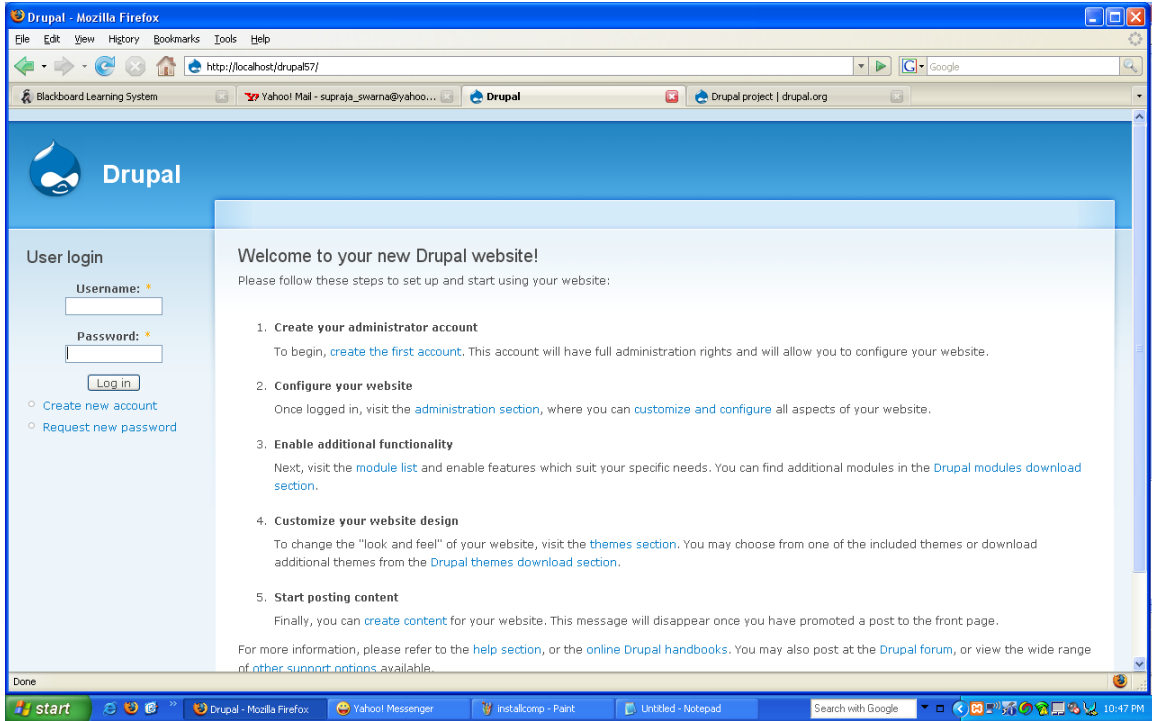 Drupal - Mozilla Firefox
File Edit View History Bookmarks Tools Help
http://localhost/drupal57/
G Google
Blackboard Learning System
Yahoo! Mail - supraja_swarna@yahoo...
Drupal
Drupal project | drupal.org
Drupal
User login
Username: *
Password: *
Log in
Create new account
Request new password
Welcome to your new Drupal website!
Please follow these steps to set up and start using your website:
1. Create your administrator account
To begin, create the first account. This account will have full administration rights and will allow you to configure your website.
2. Configure your website
Once logged in, visit the administration section, where you can customize and configure all aspects of your website.
3. Enable additional functionality
Next, visit the module list and enable features which suit your specific needs. You can find additional modules in the Drupal modules download
section.
4. Customize your website design
To change the "look and feel" of your website, visit the themes section. You may choose from one of the included themes or download
additional themes from the Drupal themes download section.
5. Start posting content
Finally, you can create content for your website. This message will disappear once you have promoted a post to the front page.
For more information, please refer to the help section, or the online Drupal handbooks. You may also post at the Drupal forum, or view the wide range
of other support options available.
Done
start
Drupal - Mozilla Firefox
Yahoo! Messenger
installcomp - Paint
Untitled - Notepad
Search with Google
10:47 PM